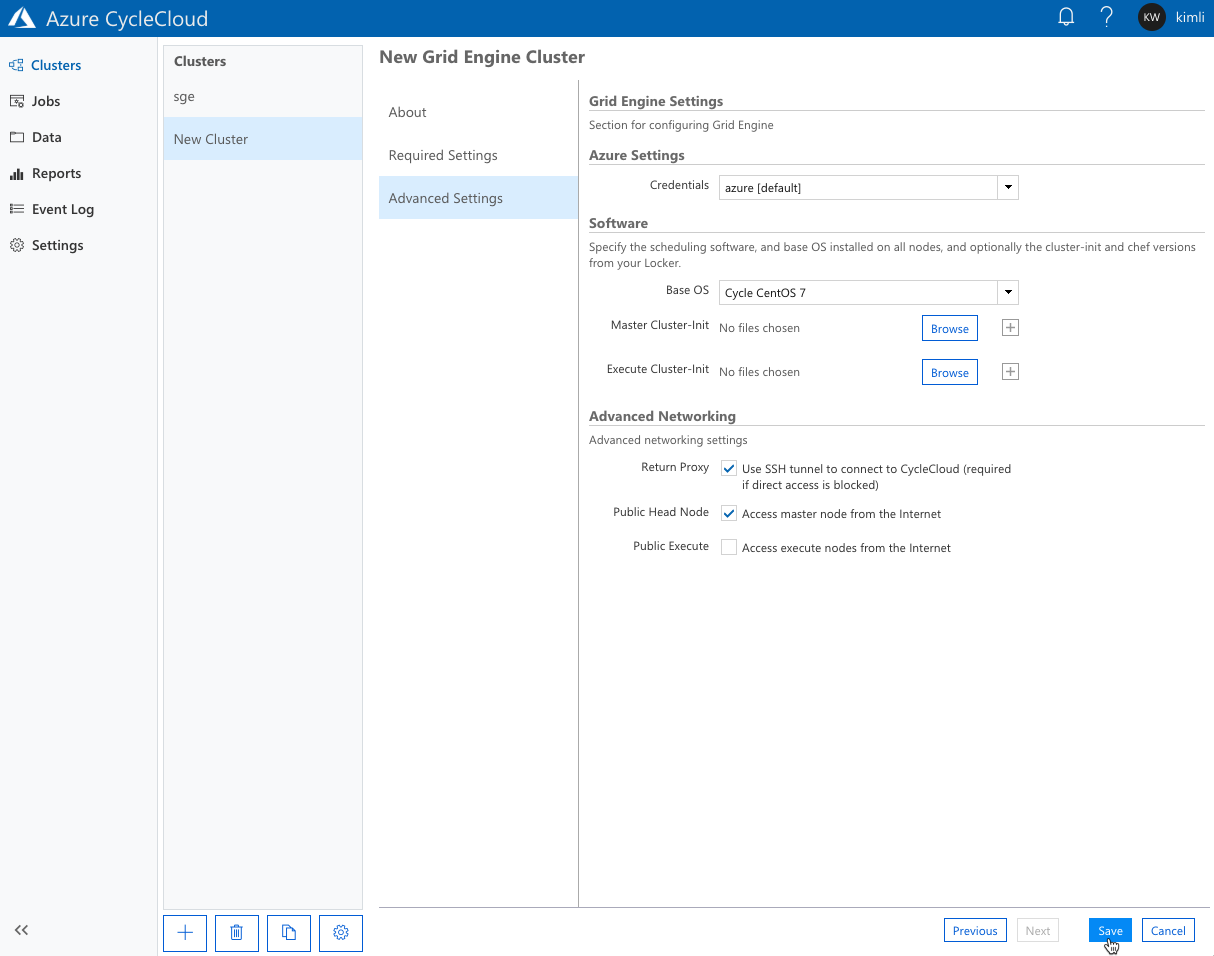 Azure CycleCloud
KW
kimli
Clusters
Jobs
Data
Reports
Event Log
Settings
Clusters
sge
New Cluster
New Grid Engine Cluster
About
Required Settings
Advanced Settings
Grid Engine Settings
Section for configuring Grid Engine
Azure Settings
Credentials azure [default]
Software
Specify the scheduling software, and base OS installed on all nodes, and optionally the cluster-init and chef versions
from your Locker.
Base OS Cycle CentOS 7
Master Cluster-Init No files chosen Browse
Execute Cluster-Init No files chosen Browse
Advanced Networking
Advanced networking settings
Return Proxy Use SSH tunnel to connect to CycleCloud (required
if direct access is blocked)
Public Head Node Access master node from the Internet
Public Execute Access execute nodes from the Internet
Previous Next Save Cancel